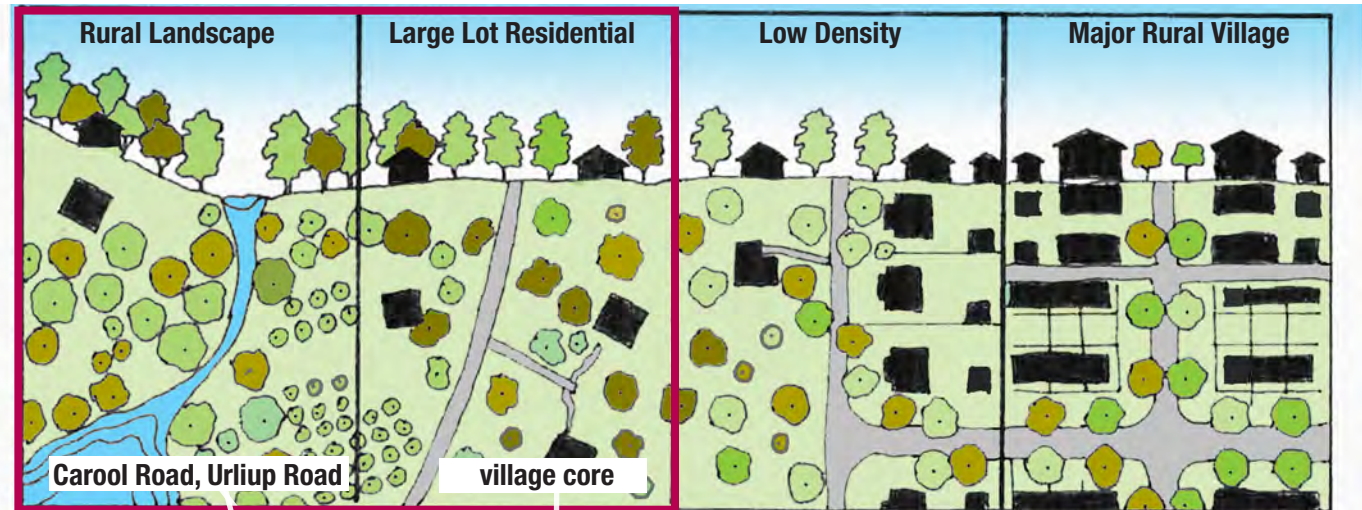 Rural Landscape
Large Lot Residential
Low Density
Major Rural Village
Carool Road, Urliup Road
village core